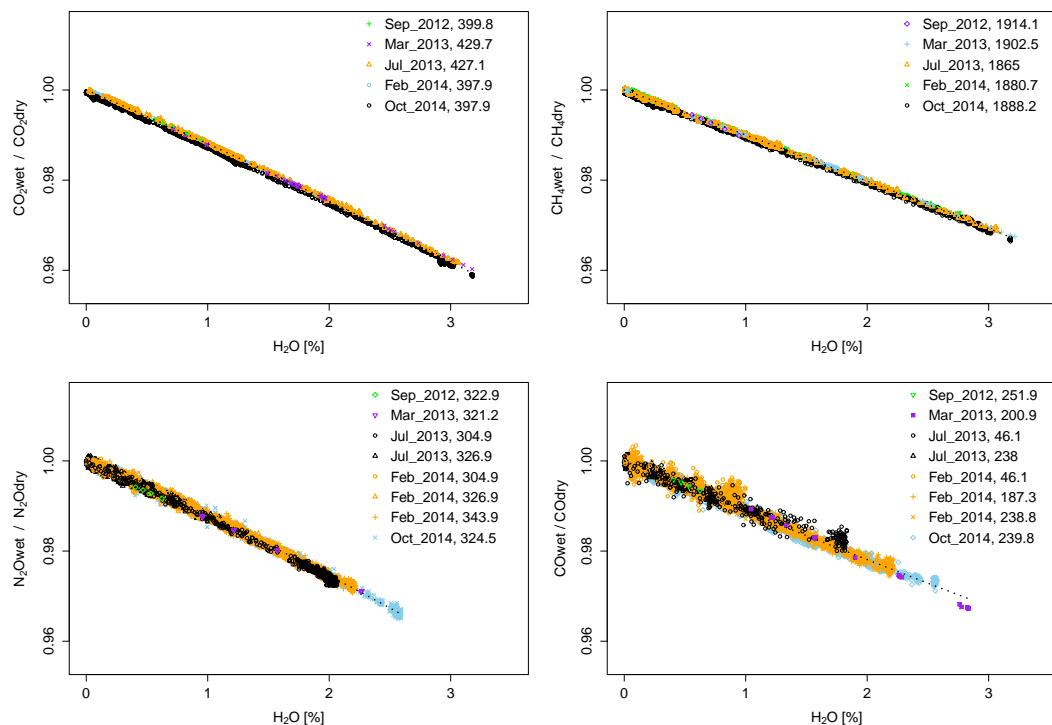 Sep_2012, 399.8
Mar_2013, 429.7
Jul_2013, 427.1
Feb_2014, 397.9
Oct_2014, 397.9
CO₂wet / CO₂dry
1.00
0.98
0.96
0 1 2 3
H₂O [%]
Sep_2012, 1914.1
Mar_2013, 1902.5
Jul_2013, 1865
Feb_2014, 1880.7
Oct_2014, 1888.2
CH₄wet / CH₄dry
1.00
0.98
0.96
0 1 2 3
H₂O [%]
Sep_2012, 322.9
Mar_2013, 321.2
Jul_2013, 304.9
Jul_2013, 326.9
Feb_2014, 304.9
Feb_2014, 326.9
Feb_2014, 343.9
Oct_2014, 324.5
N₂Owet / N₂Odry
1.00
0.98
0.96
0 1 2 3
H₂O [%]
Sep_2012, 251.9
Mar_2013, 200.9
Jul_2013, 46.1
Jul_2013, 238
Feb_2014, 46.1
Feb_2014, 187.3
Feb_2014, 238.8
Oct_2014, 239.8
COwet / COdry
1.00
0.98
0.96
0 1 2 3
H₂O [%]